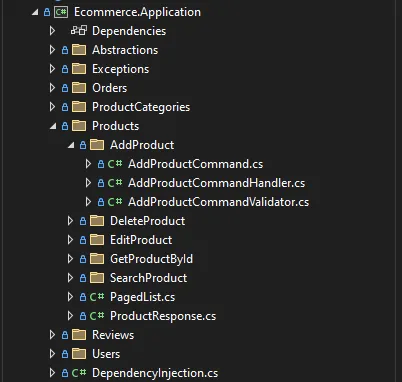 C# Ecommerce.Application
Dependencies
Abstractions
Exceptions
Orders
ProductCategories
Products
AddProduct
C# AddProductCommand.cs
C# AddProductCommandHandler.cs
C# AddProductCommandValidator.cs
DeleteProduct
EditProduct
GetProductById
SearchProduct
C# PagedList.cs
C# ProductResponse.cs
Reviews
Users
C# DependencyInjection.cs